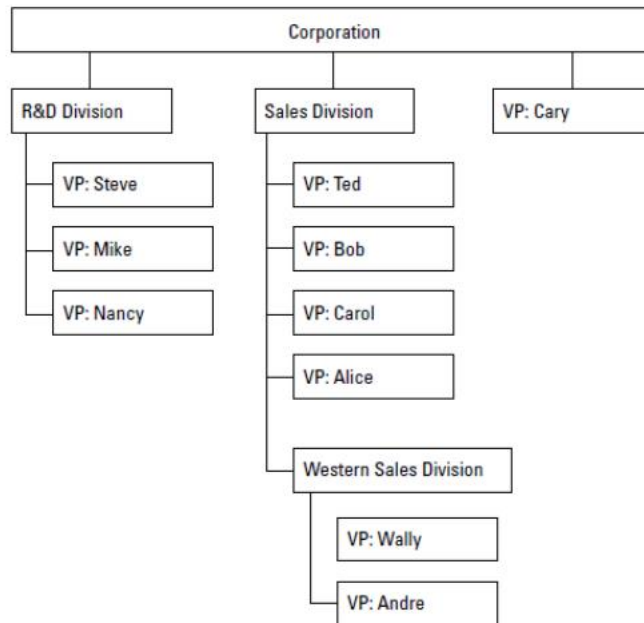 Corporation
R&D Division
Sales Division
VP: Cary
VP: Steve
VP: Ted
VP: Mike
VP: Bob
VP: Nancy
VP: Carol
VP: Alice
Western Sales Division
VP: Wally
VP: Andre